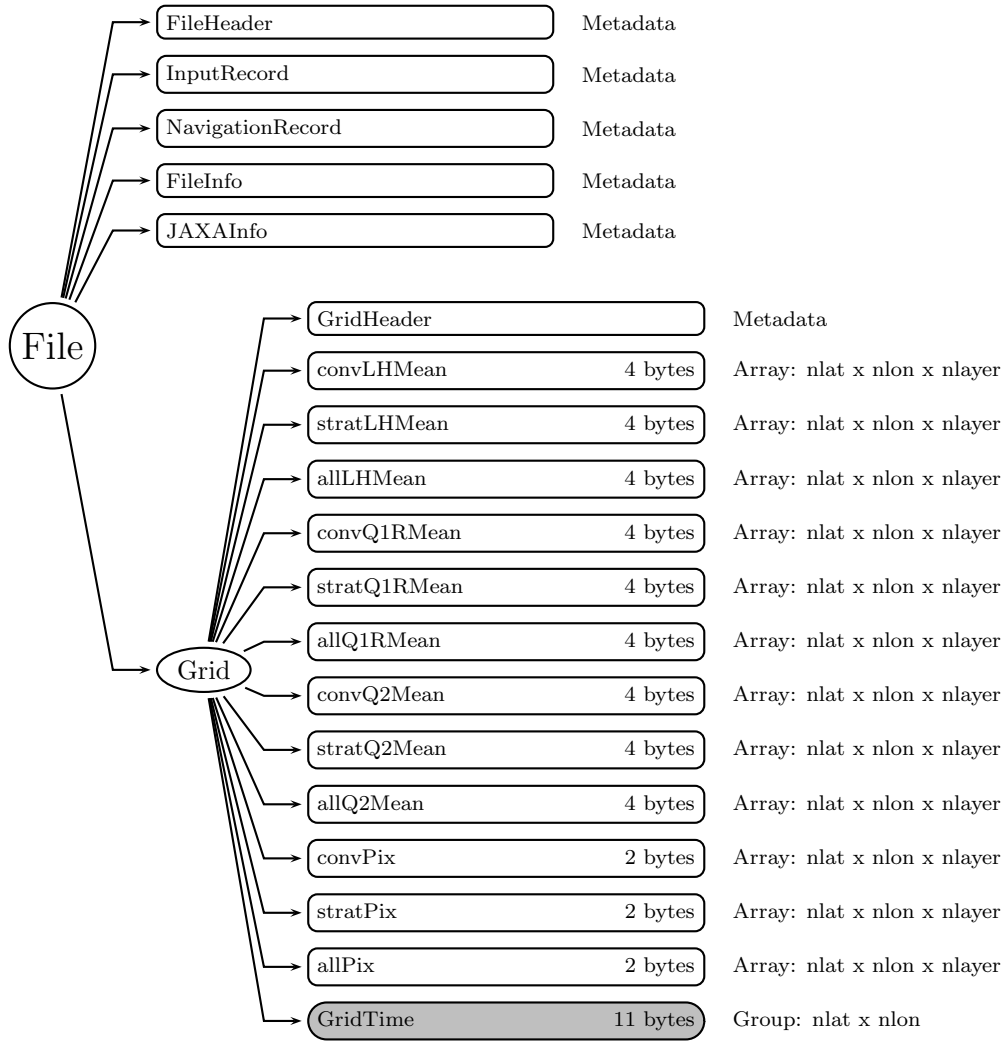 FileHeader Metadata
InputRecord Metadata
NavigationRecord Metadata
FileInfo Metadata
JAXAInfo Metadata
File
GridHeader Metadata
convLHMean 4 bytes Array: nlat x nlon x nlayer
stratLHMean 4 bytes Array: nlat x nlon x nlayer
allLHMean 4 bytes Array: nlat x nlon x nlayer
convQ1RMean 4 bytes Array: nlat x nlon x nlayer
stratQ1RMean 4 bytes Array: nlat x nlon x nlayer
allQ1RMean 4 bytes Array: nlat x nlon x nlayer
Grid
convQ2Mean 4 bytes Array: nlat x nlon x nlayer
stratQ2Mean 4 bytes Array: nlat x nlon x nlayer
allQ2Mean 4 bytes Array: nlat x nlon x nlayer
convPix 2 bytes Array: nlat x nlon x nlayer
stratPix 2 bytes Array: nlat x nlon x nlayer
allPix 2 bytes Array: nlat x nlon x nlayer
GridTime 11 bytes Group: nlat x nlon